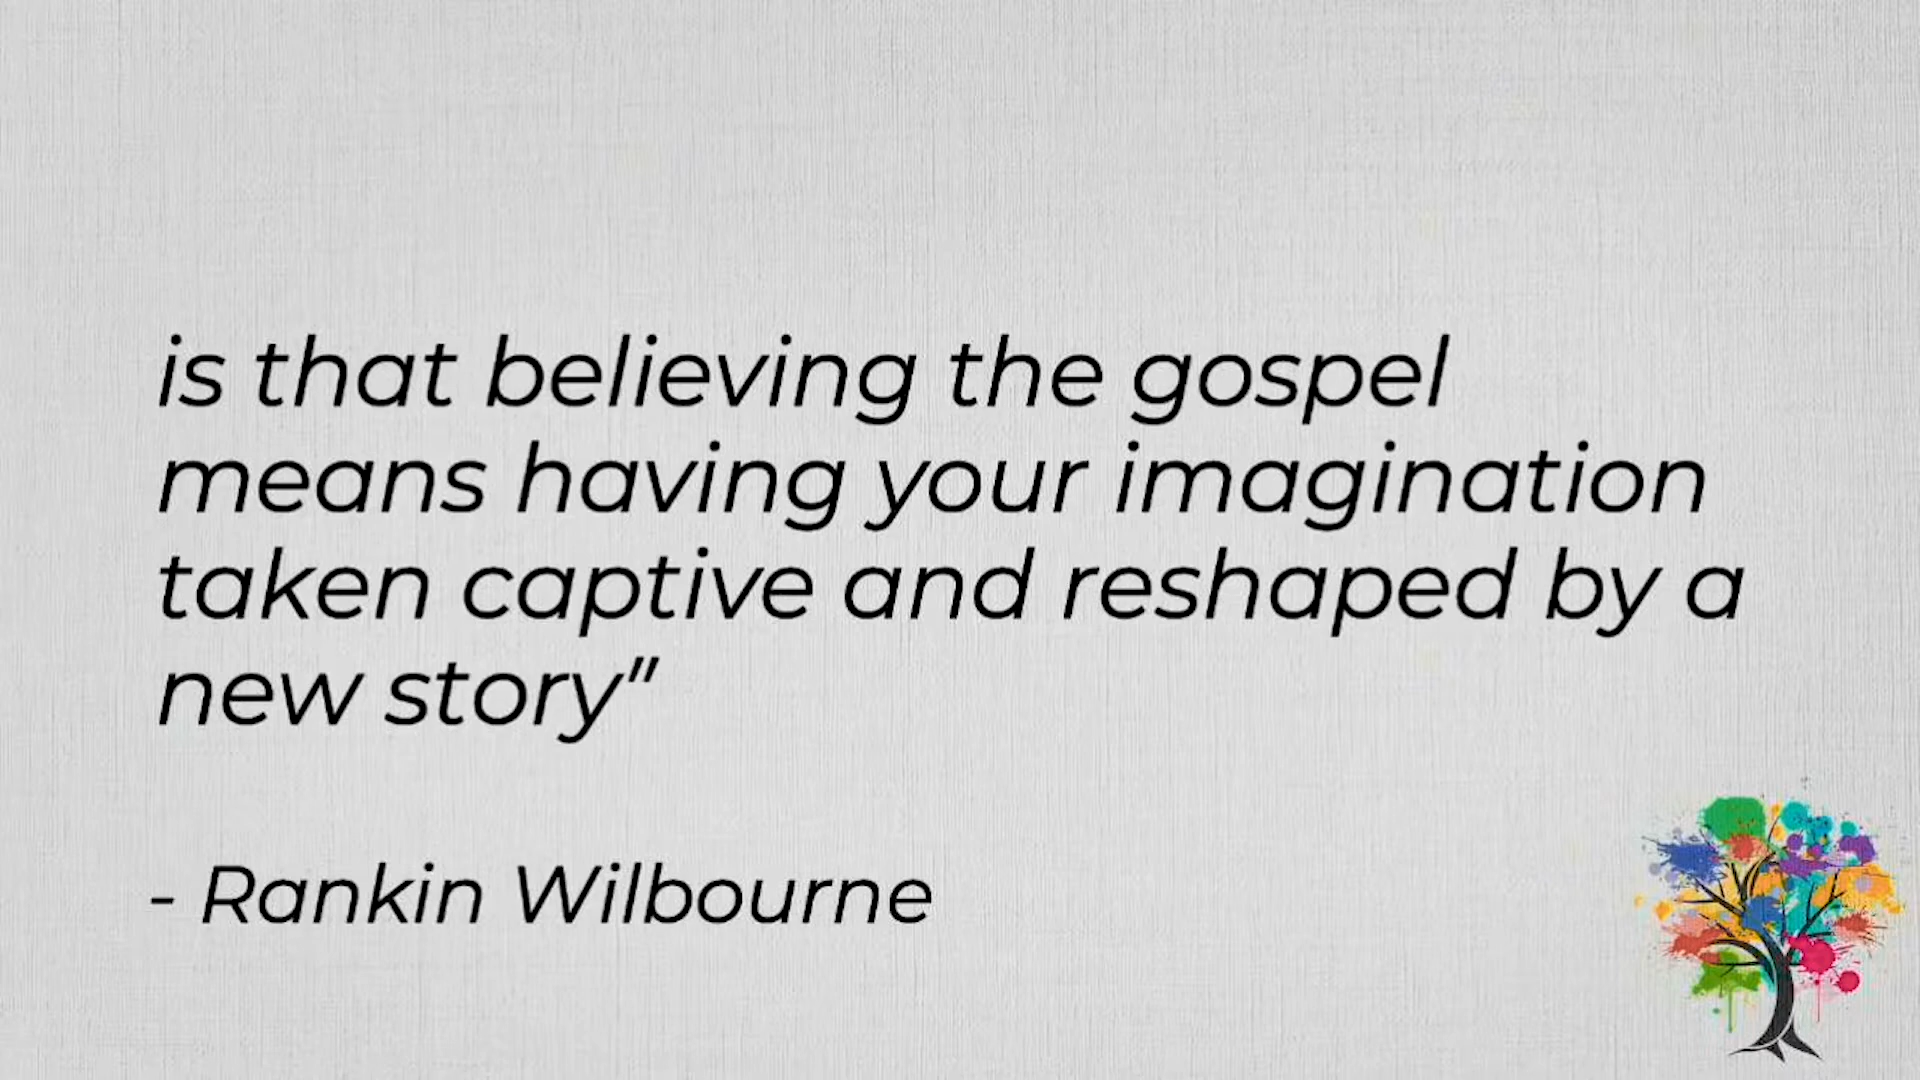 is that believing the gospel
means having your imagination
taken captive and reshaped by a
new story"
- Rankin Wilbourne